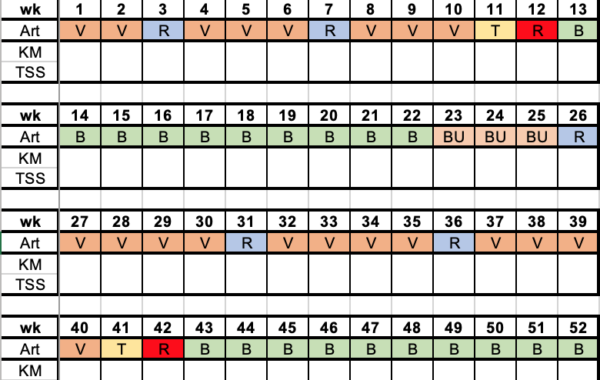 wk 1 2 3 4 5 6 7 8 9 10 11 12 13
Art V V R V V V R V V V T R B
KM
TSS
wk 14 15 16 17 18 19 20 21 22 23 24 25 26
Art B B B B B B B B B BU BU BU R
KM
TSS
wk 27 28 29 30 31 32 33 34 35 36 37 38 39
Art V V V V R V V V V R V V V
KM
TSS
wk 40 41 42 43 44 45 46 47 48 49 50 51 52
Art V T R B B B B B B B B B B
KM